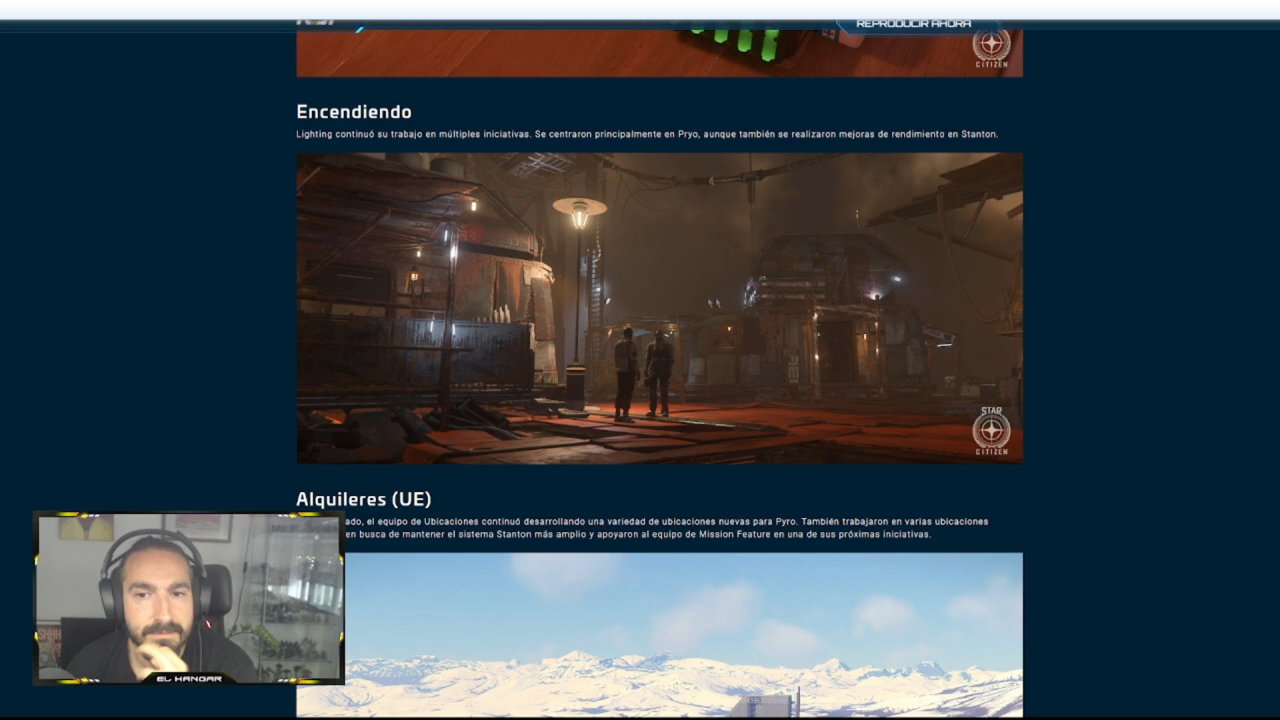 REPRODUCIR AHORA
CITIZEN
Encendiendo
Lighting continuó su trabajo en múltiples iniciativas. Se centraron principalmente en Pryo, aunque también se realizaron mejoras de rendimiento en Stanton.
STAR
CITIZEN
Alquileres (UE)
ado, el equipo de Ubicaciones continuó desarrollando una variedad de ubicaciones nuevas para Pyro. También trabajaron en varias ubicaciones
en busca de mantener el sistema Stanton más amplio y apoyaron al equipo de Mission Feature en una de sus próximas iniciativas.
EL HANGAR